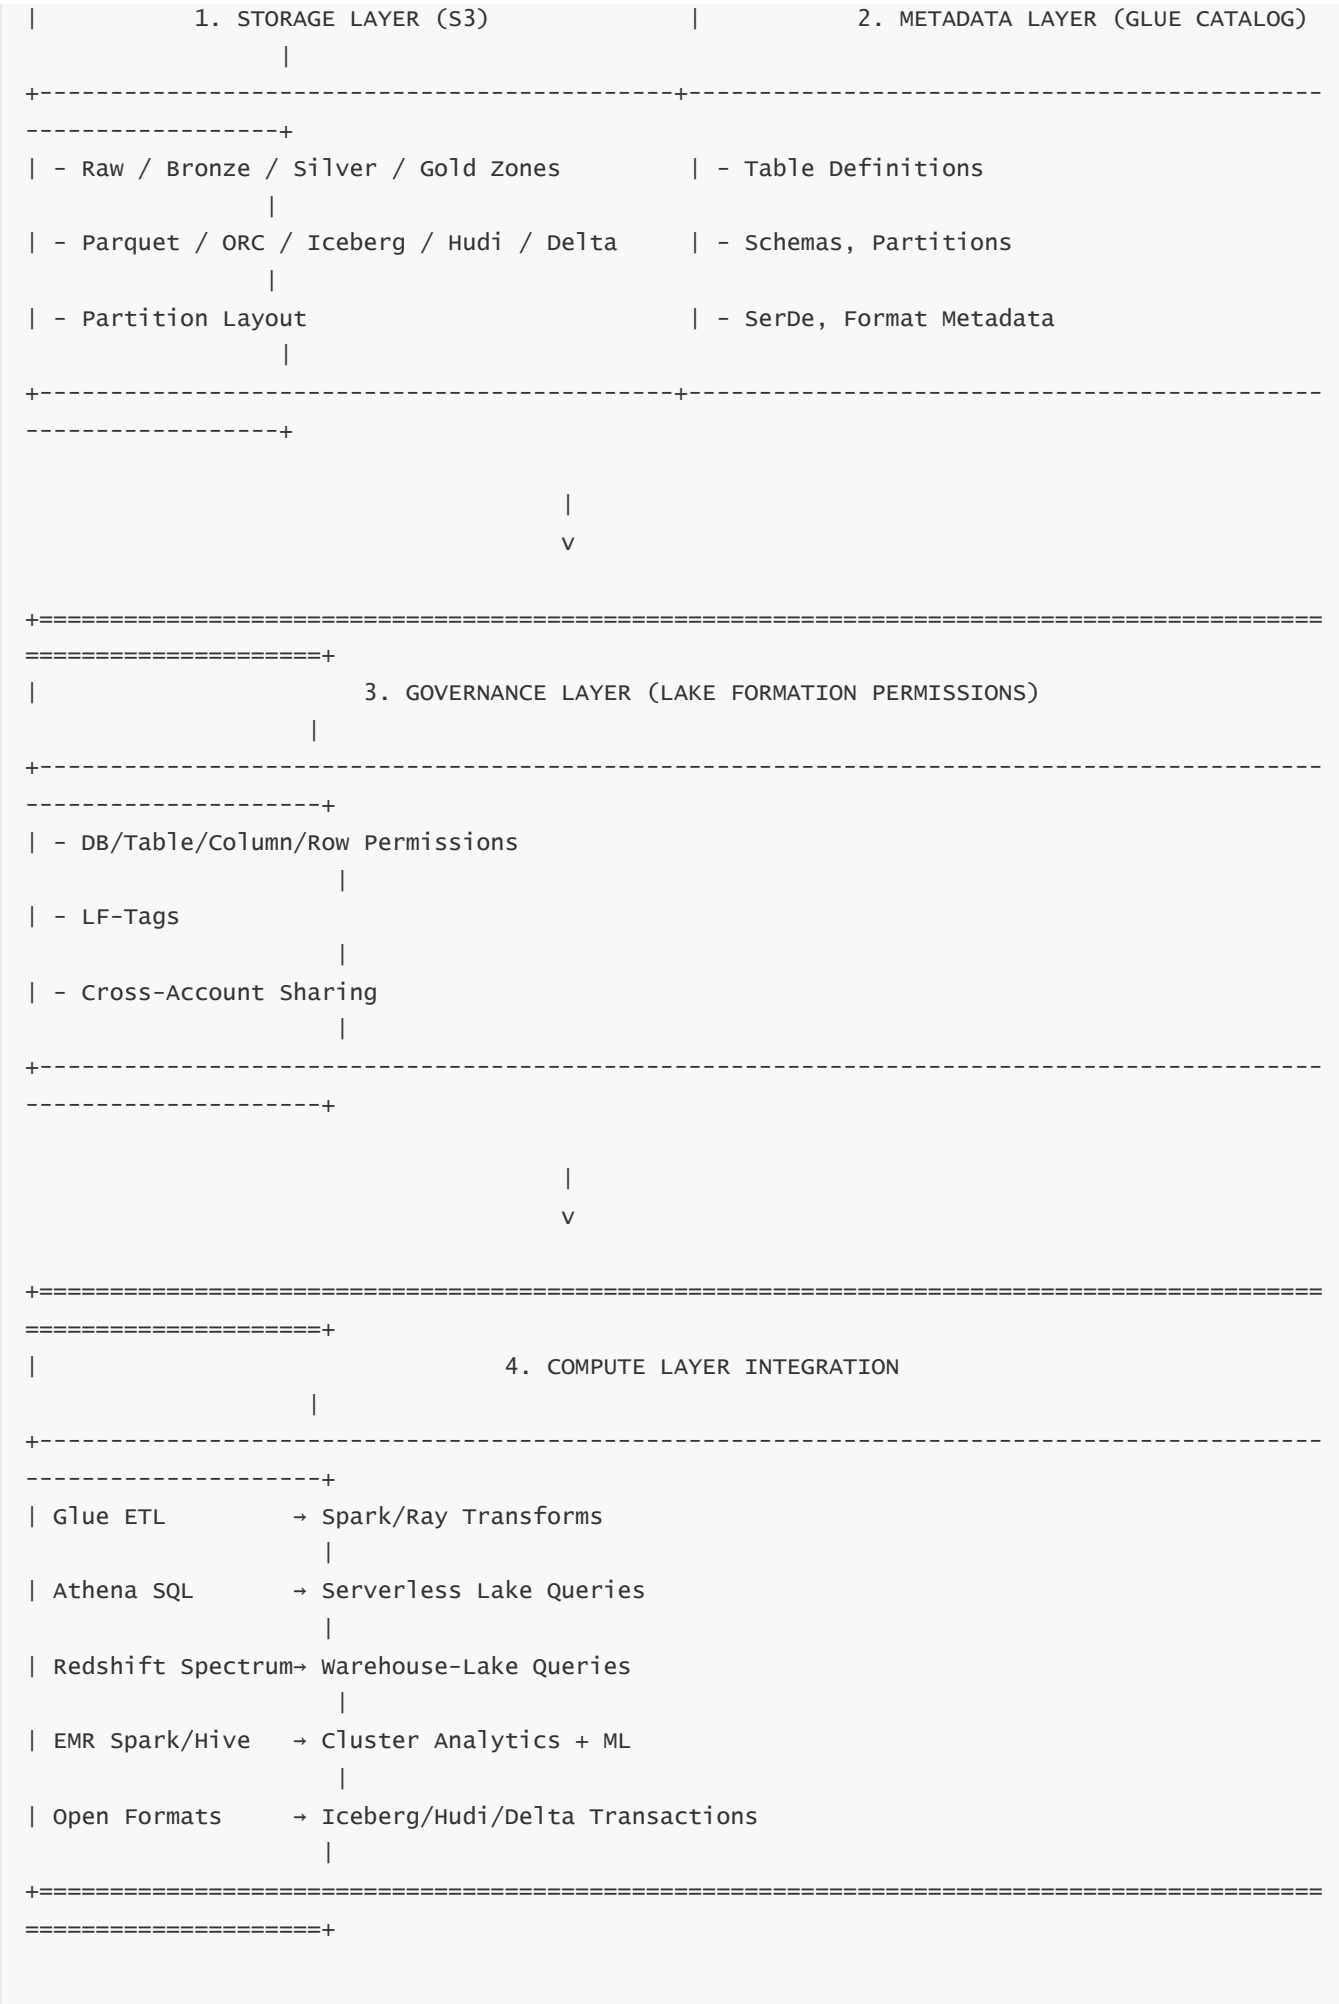 |           1. STORAGE LAYER (S3)              |           2. METADATA LAYER (GLUE CATALOG)
                  |
+---------------------------------------------+---------------------------------------------
------------------+
| - Raw / Bronze / Silver / Gold Zones         | - Table Definitions
                 |
| - Parquet / ORC / Iceberg / Hudi / Delta     | - Schemas, Partitions
                 |
| - Partition Layout                           | - SerDe, Format Metadata
                  |
+---------------------------------------------+---------------------------------------------
------------------+
                                      |
                                      v
+===========================================================================================
=====================+
|                       3. GOVERNANCE LAYER (LAKE FORMATION PERMISSIONS)
                    |
+-------------------------------------------------------------------------------------------
---------------------+
| - DB/Table/Column/Row Permissions
                      |
| - LF-Tags
                      |
| - Cross-Account Sharing
                      |
+-------------------------------------------------------------------------------------------
---------------------+
                                      |
                                      v
+===========================================================================================
=====================+
|                                 4. COMPUTE LAYER INTEGRATION
                    |
+-------------------------------------------------------------------------------------------
---------------------+
| Glue ETL         → Spark/Ray Transforms
                     |
| Athena SQL       → Serverless Lake Queries
                     |
| Redshift Spectrum→ Warehouse-Lake Queries
                      |
| EMR Spark/Hive   → Cluster Analytics + ML
                      |
| Open Formats     → Iceberg/Hudi/Delta Transactions
                     |
+===========================================================================================
=====================+